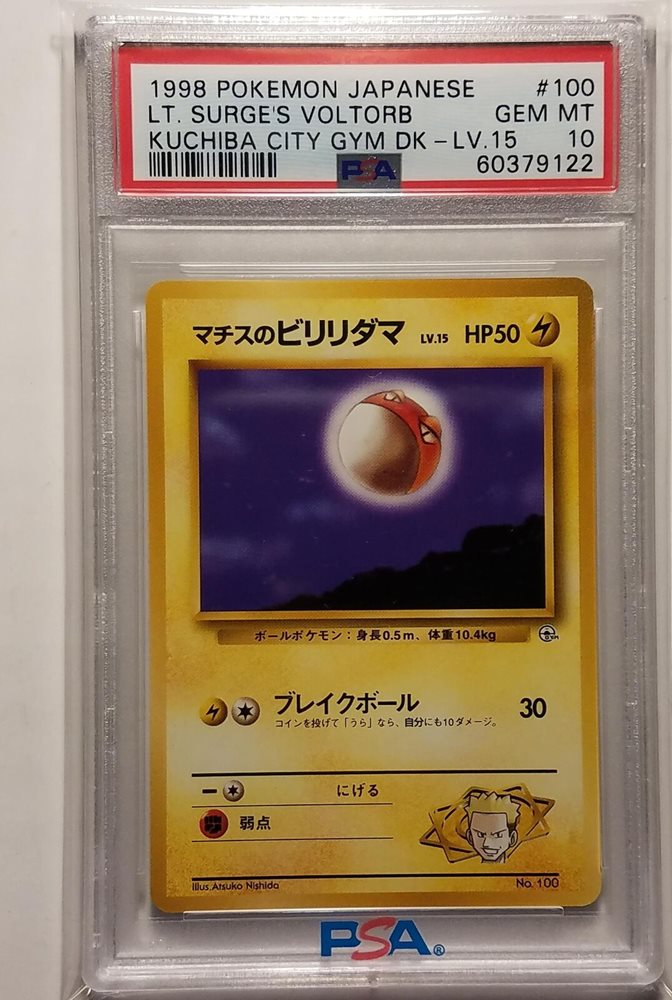 1998 POKEMON JAPANESE #100
LT. SURGE'S VOLTORB GEM MT
KUCHIBA CITY GYM DK-LV.15 10
PSA 60379122
マチスのビリリダマ LV.15 HP50
ボールポケモン：身長0.5m、体重10.4kg
ブレイクボール 30
コインを投げて「うら」なら、自分にも10ダメージ。
ー にげる
弱点
Illus.Atsuko Nishida No. 100
PSA®